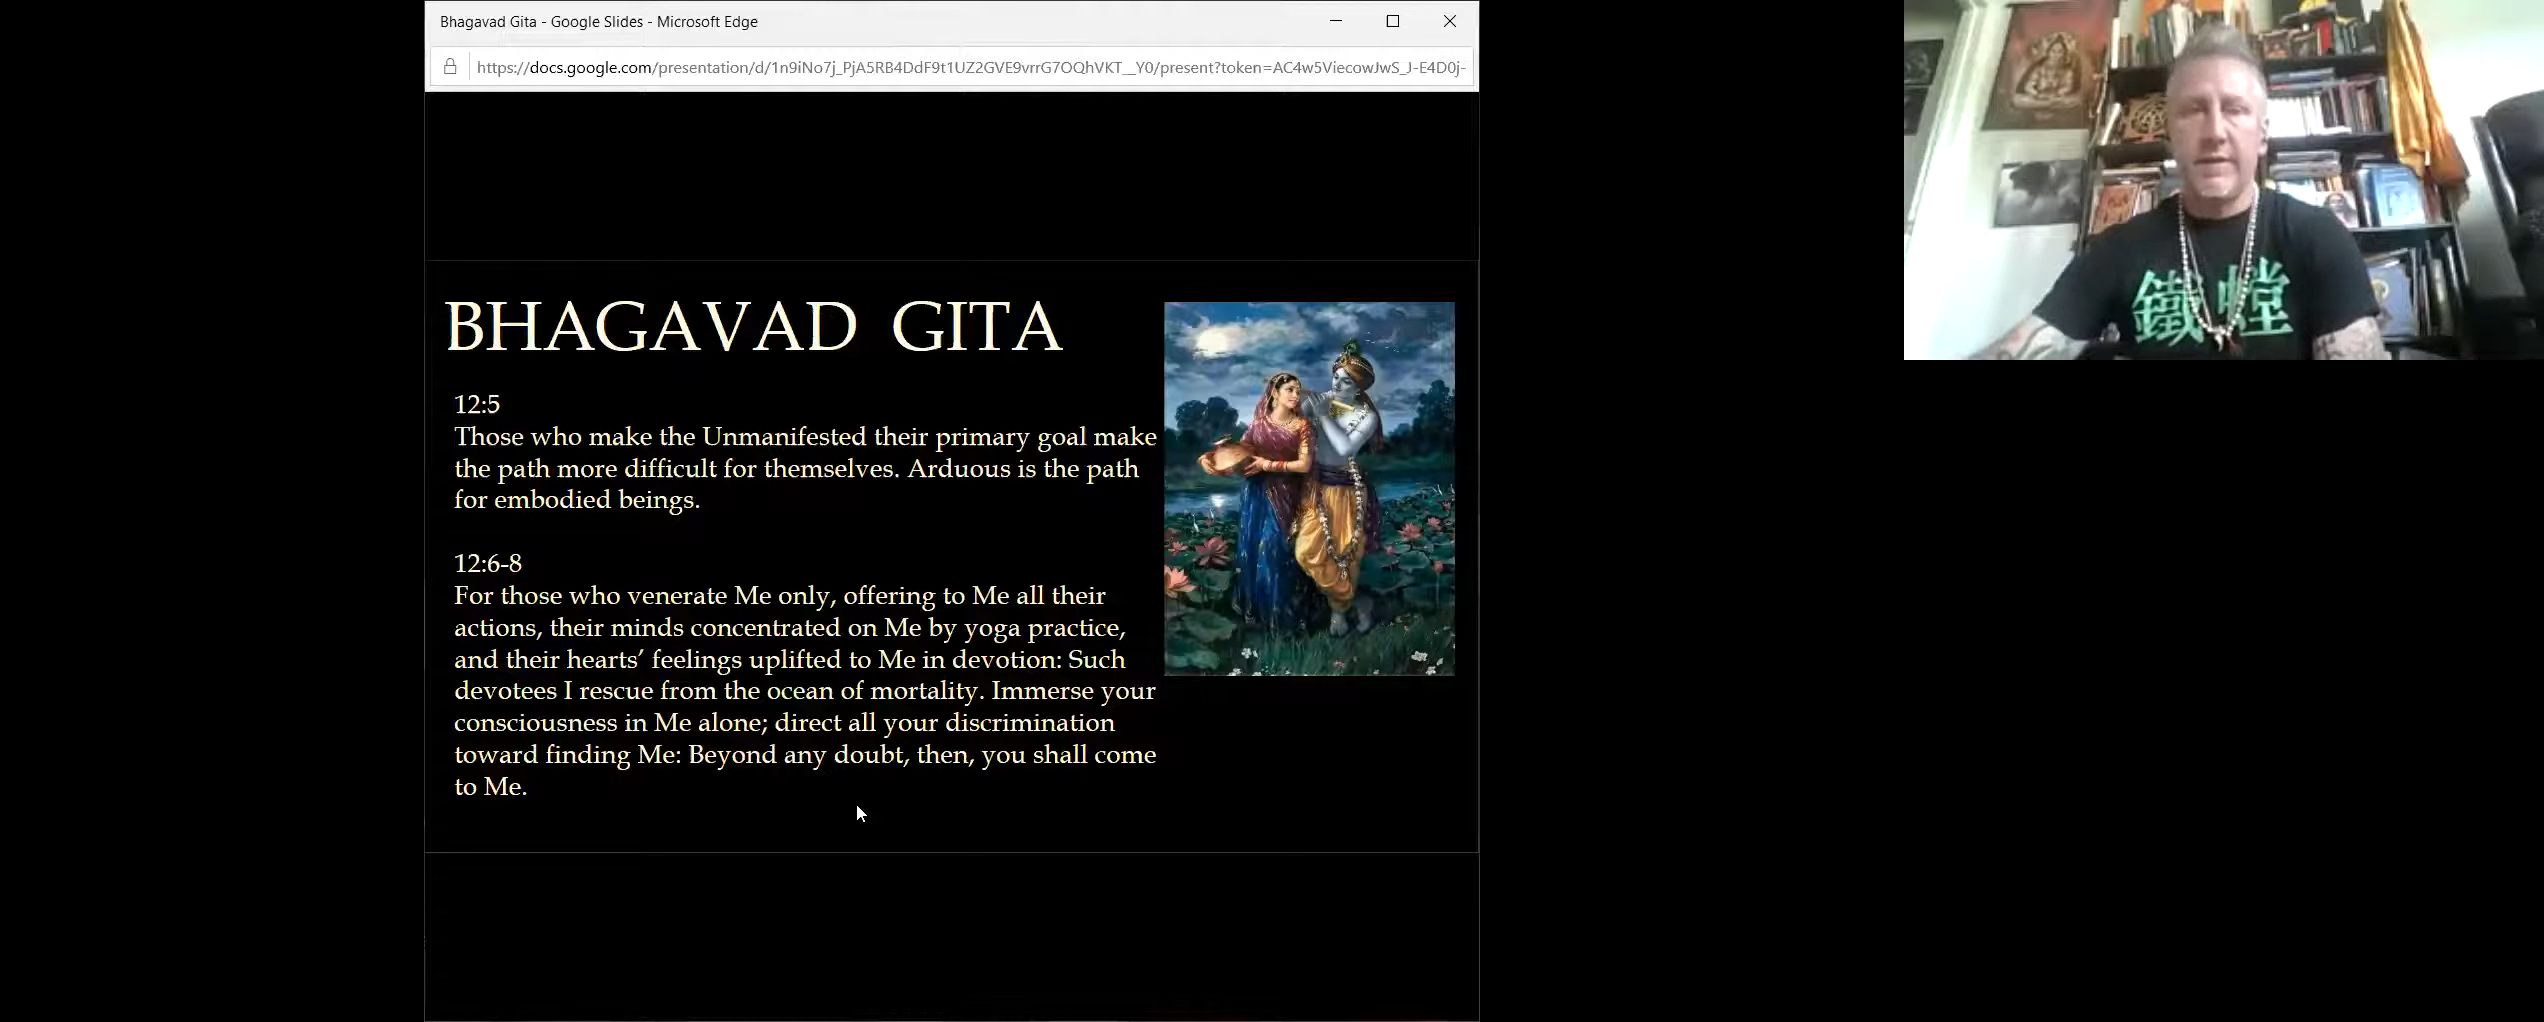 Bhagavad Gita - Google Slides - Microsoft Edge
https://docs.google.com/presentation/d/1n9iNo7j_PjA5RB4DdF9t1UZ2GVE9vrrG7OQhVKT__Y0/present?token=AC4w5ViecowJwS_J-E4D0j-
BHAGAVAD GITA
12:5
Those who make the Unmanifested their primary goal make
the path more difficult for themselves. Arduous is the path
for embodied beings.
12:6-8
For those who venerate Me only, offering to Me all their
actions, their minds concentrated on Me by yoga practice,
and their hearts’ feelings uplifted to Me in devotion: Such
devotees I rescue from the ocean of mortality. Immerse your
consciousness in Me alone; direct all your discrimination
toward finding Me: Beyond any doubt, then, you shall come
to Me.
鐵螳